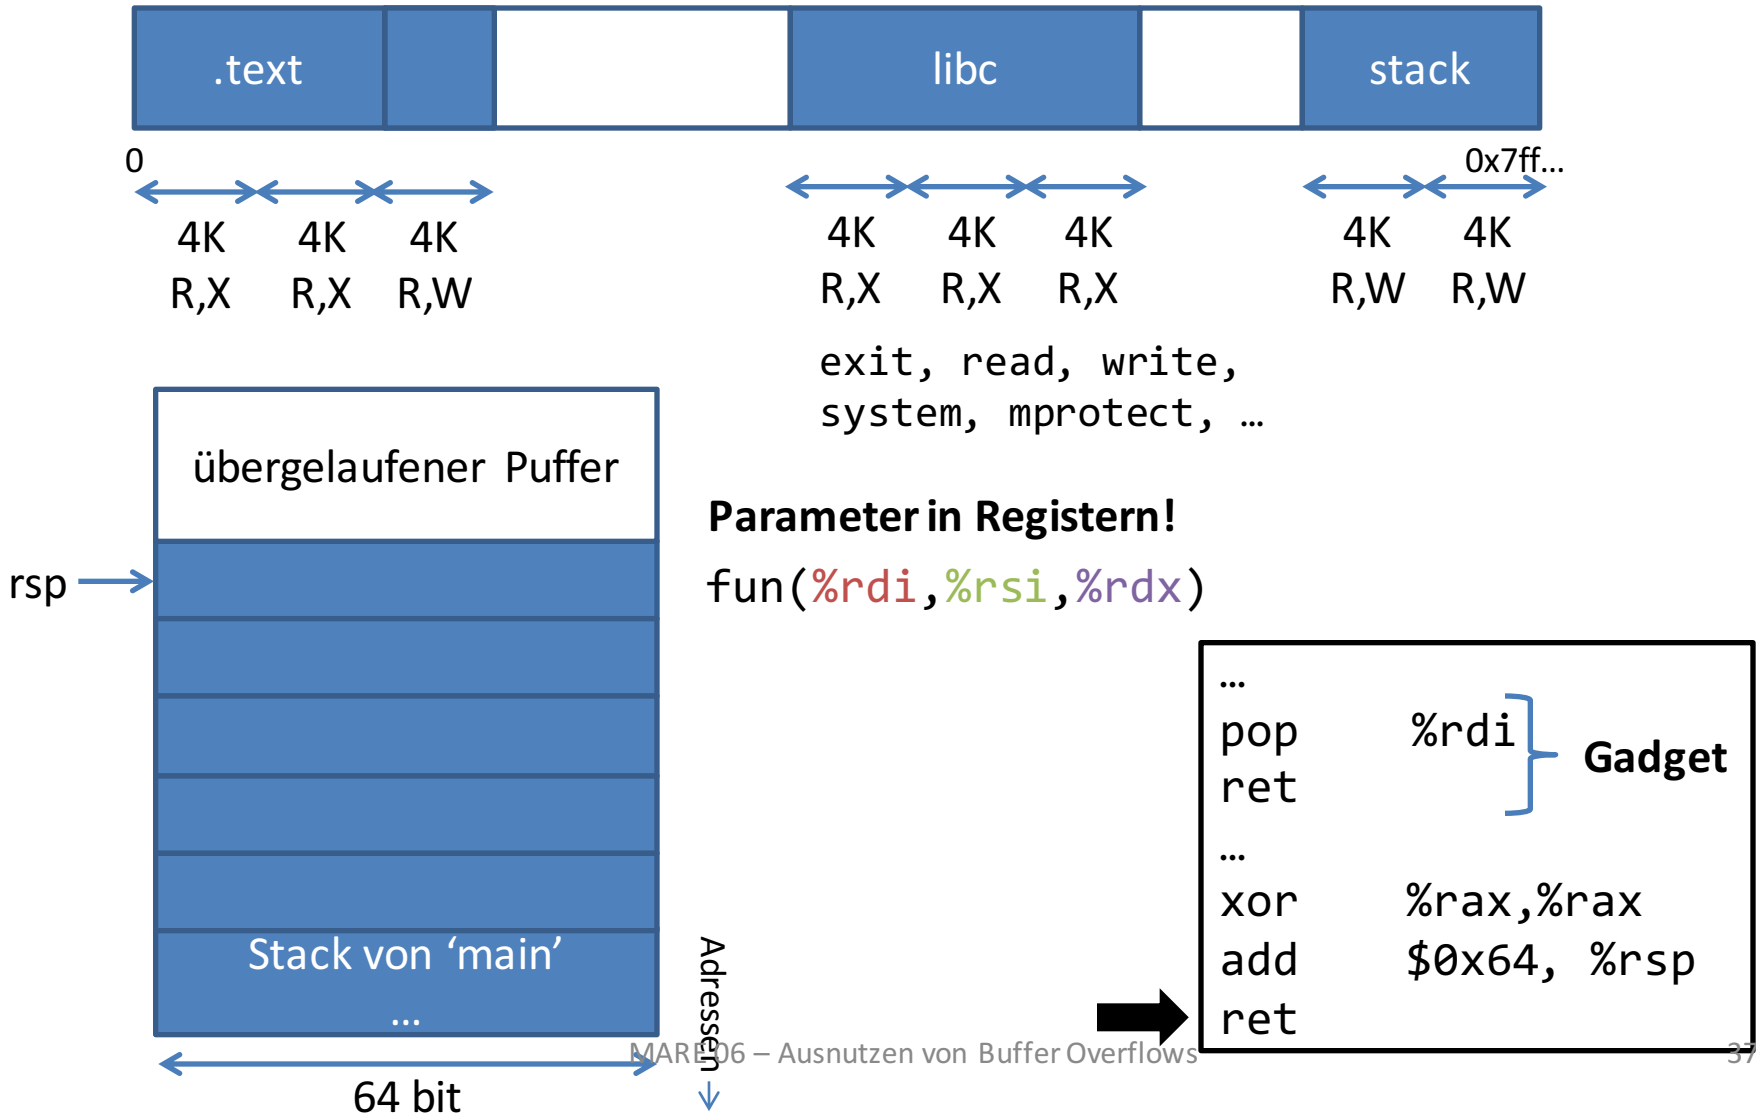 .text libc stack
0 0x7ff…
4K 4K 4K 4K 4K 4K 4K 4K
R,X R,X R,W R,X R,X R,X R,W R,W
exit, read, write,
system, mprotect, …
übergelaufener Puffer
Parameter in Registern!
rsp
fun(%rdi,%rsi,%rdx)
…
pop %rdi
Gadget
ret
…
xor %rax,%rax
add $0x64, %rsp
ret
Stack von ‘main’
…
Adressen
64 bit
MARE 06 – Ausnutzen von Buffer Overflows
37